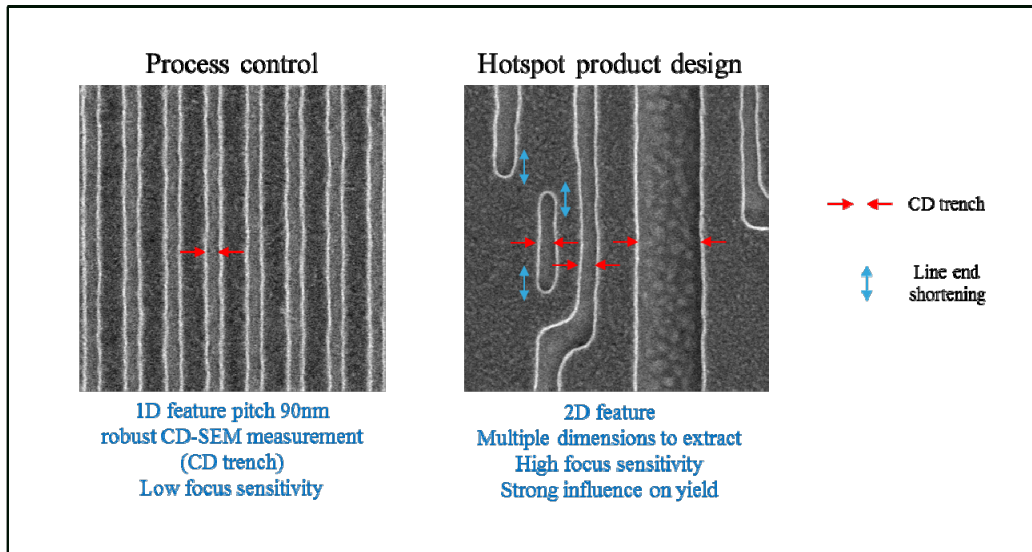 Process control
Hotspot product design
CD trench
Line end
shortening
1D feature pitch 90nm
robust CD-SEM measurement
(CD trench)
Low focus sensitivity
2D feature
Multiple dimensions to extract
High focus sensitivity
Strong influence on yield